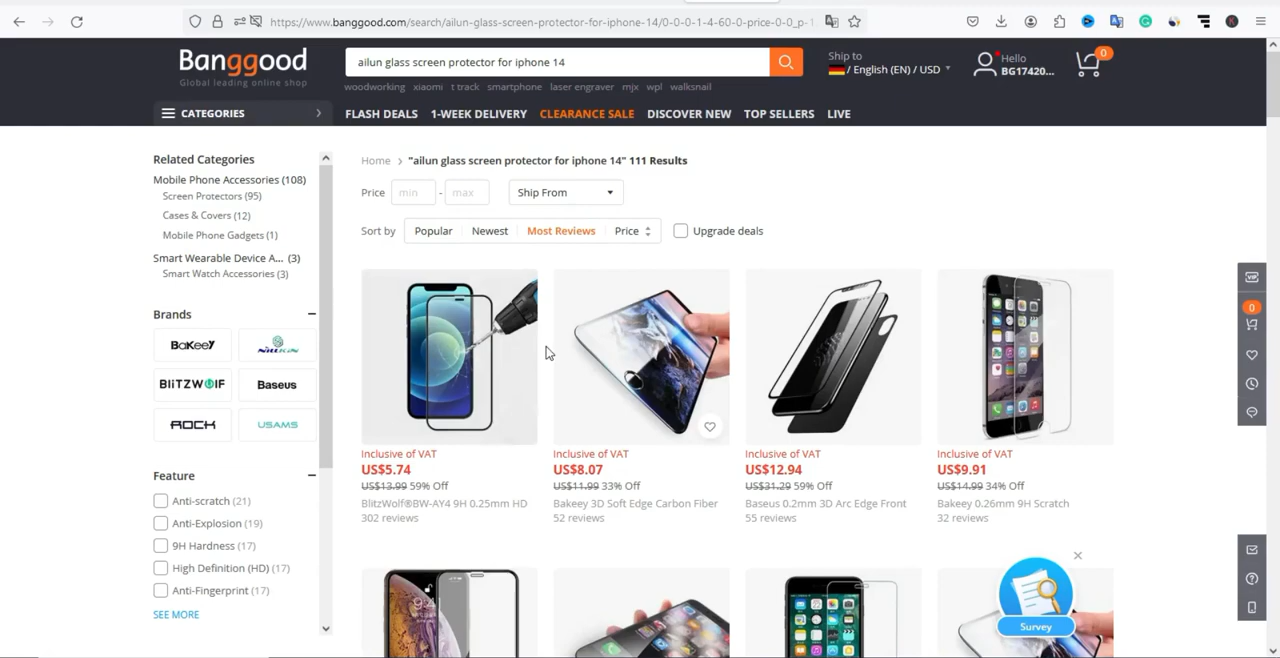 https://www.banggood.com/search/ailun-glass-screen-protector-for-iphone-14/0-0-0-1-4-60-0-price-0-0_p-1
Banggood
Global leading online shop
ailun glass screen protector for iphone 14
woodworking xiaomi t track smartphone laser engraver mjx wpl walksnail
Ship to
/ English (EN) / USD
Hello
BG17420...
0
CATEGORIES
FLASH DEALS 1-WEEK DELIVERY CLEARANCE SALE DISCOVER NEW TOP SELLERS LIVE
Related Categories
Mobile Phone Accessories (108)
Screen Protectors (95)
Cases & Covers (12)
Mobile Phone Gadgets (1)
Smart Wearable Device A... (3)
Smart Watch Accessories (3)
Brands
BaKeeY NILLKIN
BLITZWOLF Baseus
ROCK USAMS
Feature
Anti-scratch (21)
Anti-Explosion (19)
9H Hardness (17)
High Definition (HD) (17)
Anti-Fingerprint (17)
SEE MORE
Home > "ailun glass screen protector for iphone 14" 111 Results
Price min - max Ship From
Sort by Popular Newest Most Reviews Price Upgrade deals
Inclusive of VAT
US$5.74
US$13.99 59% Off
BlitzWolf®BW-AY4 9H 0.25mm HD
302 reviews
Inclusive of VAT
US$8.07
US$11.99 33% Off
Bakeey 3D Soft Edge Carbon Fiber
52 reviews
Inclusive of VAT
US$12.94
US$31.29 59% Off
Baseus 0.2mm 3D Arc Edge Front
55 reviews
Inclusive of VAT
US$9.91
US$14.99 34% Off
Bakeey 0.26mm 9H Scratch
32 reviews
VIP
0
Survey